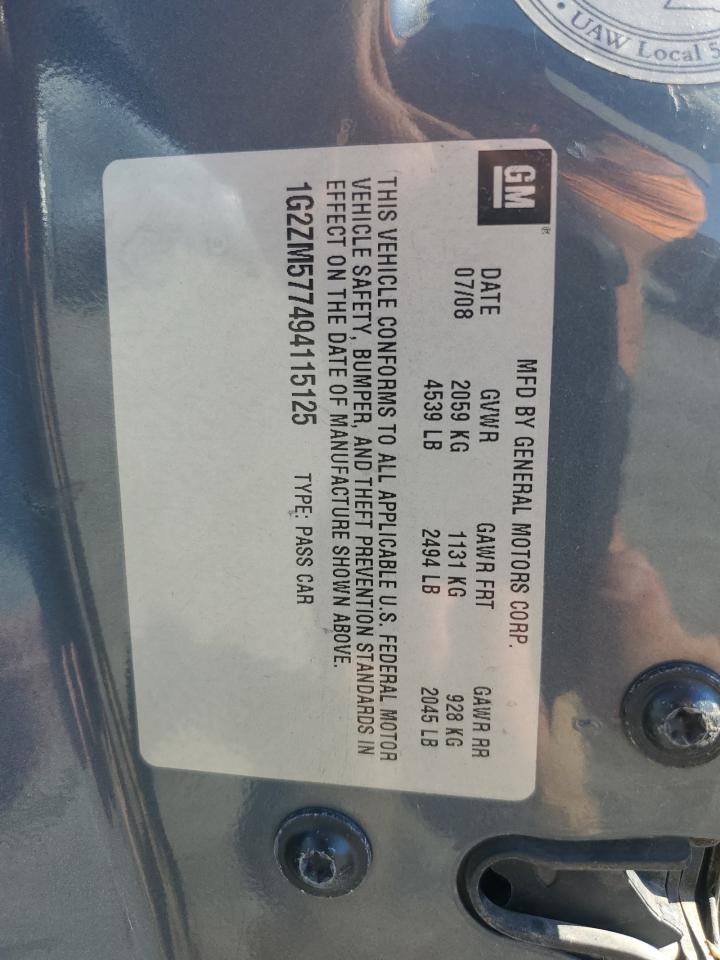 UAW Local 5
GM
MFD BY GENERAL MOTORS CORP.
DATE GVWR GAWR FRT GAWR RR
07/08 2059 KG 1131 KG 928 KG
4539 LB 2494 LB 2045 LB
THIS VEHICLE CONFORMS TO ALL APPLICABLE U.S. FEDERAL MOTOR
VEHICLE SAFETY, BUMPER, AND THEFT PREVENTION STANDARDS IN
EFFECT ON THE DATE OF MANUFACTURE SHOWN ABOVE.
1G2ZM577494115125 TYPE: PASS CAR